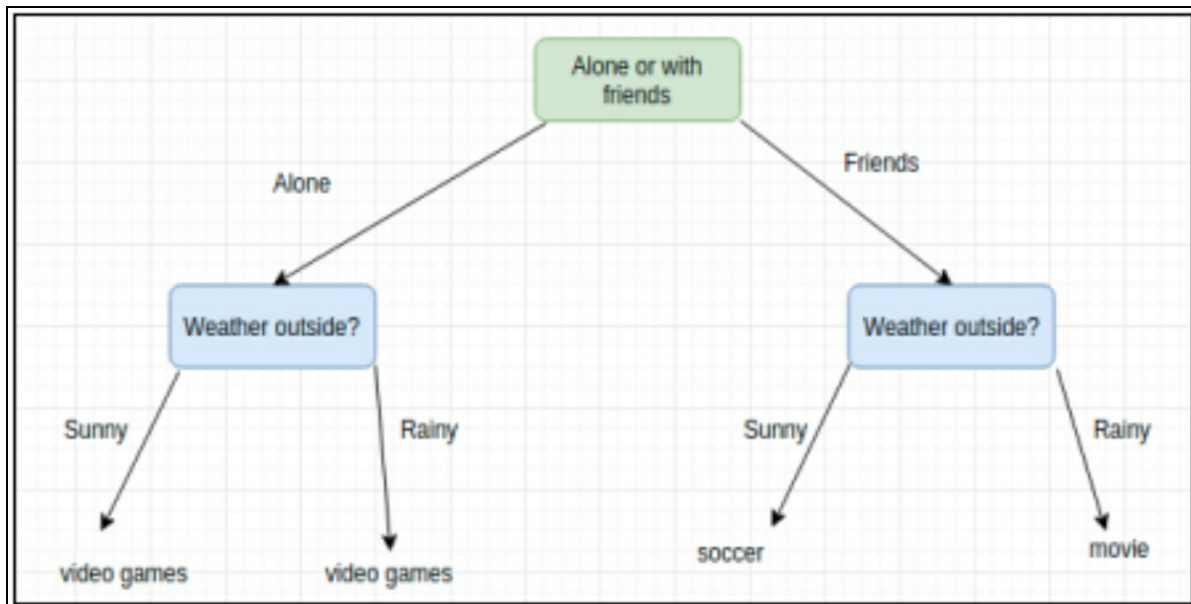 Alone or with
friends
Alone
Friends
Weather outside?
Weather outside?
Sunny
Rainy
Sunny
Rainy
video games
video games
soccer
movie